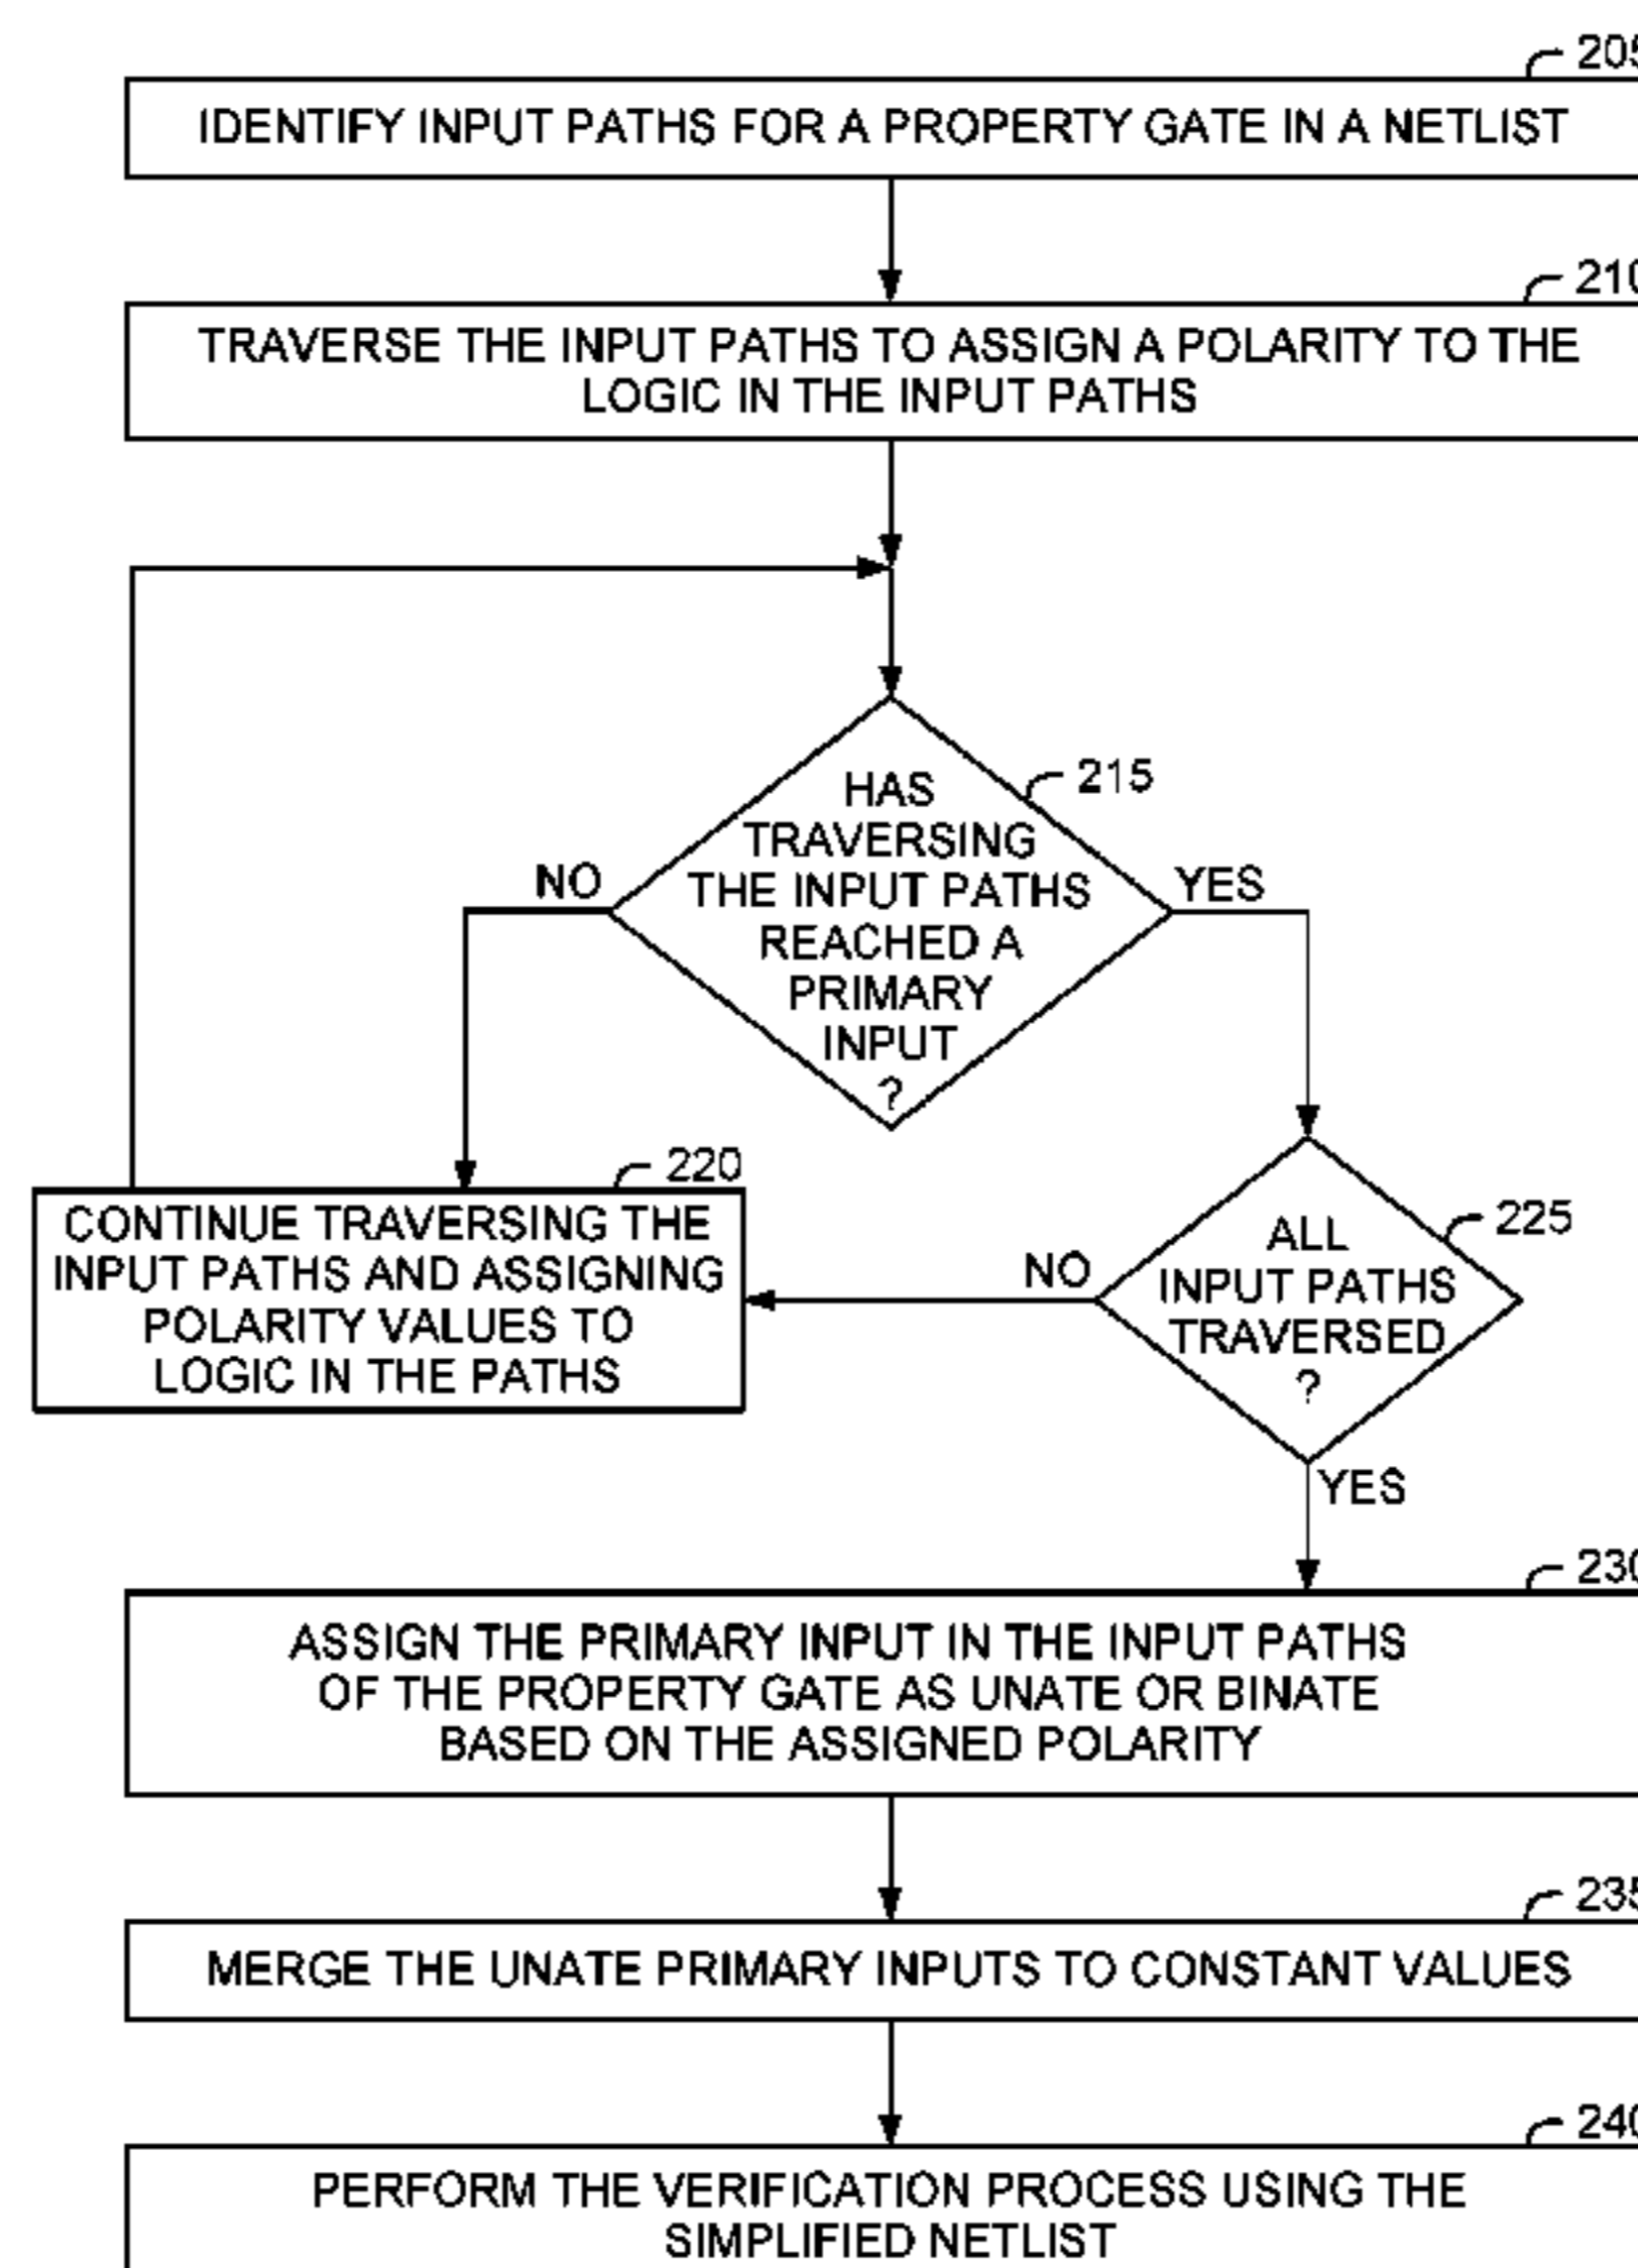 205
IDENTIFY INPUT PATHS FOR A PROPERTY GATE IN A NETLIST
210
TRAVERSE THE INPUT PATHS TO ASSIGN A POLARITY TO THE
LOGIC IN THE INPUT PATHS
215
HAS
TRAVERSING
THE INPUT PATHS
REACHED A
PRIMARY
INPUT
?
NO
YES
220
CONTINUE TRAVERSING THE
INPUT PATHS AND ASSIGNING
POLARITY VALUES TO
LOGIC IN THE PATHS
225
ALL
INPUT PATHS
TRAVERSED
?
NO
YES
230
ASSIGN THE PRIMARY INPUT IN THE INPUT PATHS
OF THE PROPERTY GATE AS UNATE OR BINATE
BASED ON THE ASSIGNED POLARITY
235
MERGE THE UNATE PRIMARY INPUTS TO CONSTANT VALUES
240
PERFORM THE VERIFICATION PROCESS USING THE
SIMPLIFIED NETLIST